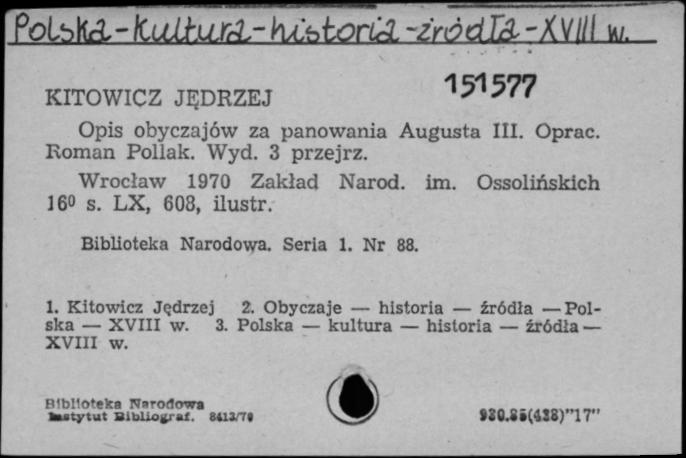 Polska-kultura-historia-źródła-XVIII w.
151577
KITOWICZ JĘDRZEJ
Opis obyczajów za panowania Augusta III. Oprac.
Roman Pollak. Wyd. 3 przejrz.
Wrocław 1970 Zakład Narod. im. Ossolińskich
16⁰ s. LX, 608, ilustr.
Biblioteka Narodowa. Seria 1. Nr 88.
1. Kitowicz Jędrzej 2. Obyczaje — historia — źródła — Pol-
ska — XVIII w. 3. Polska — kultura — historia — źródła —
XVIII w.
Biblioteka Narodowa
Instytut Bibliograf. 8413/70
930.85(438)"17"